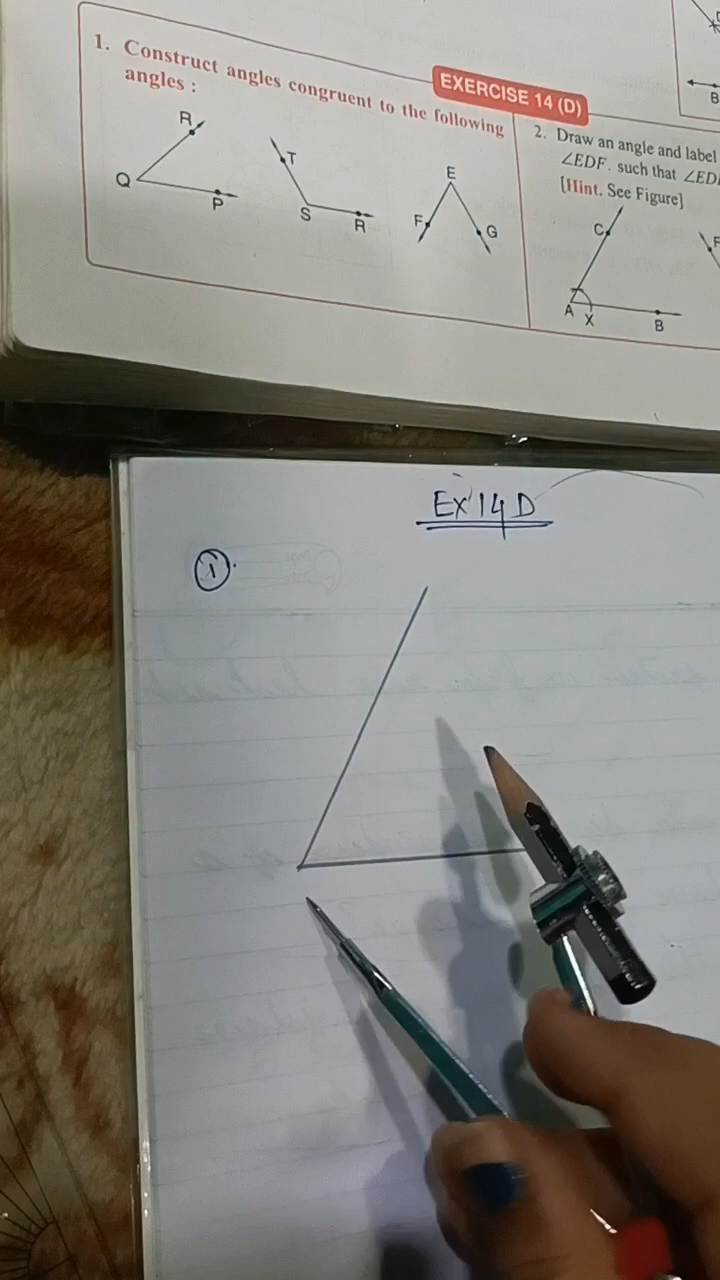 EXERCISE 14 (D)
1. Construct angles congruent to the following
angles :
R
Q
P
T
S
R
E
F
G
2. Draw an angle and label
∠EDF. such that
[Hint. See Figure]
C
A
X
B
F
B
Ex 14 D
1